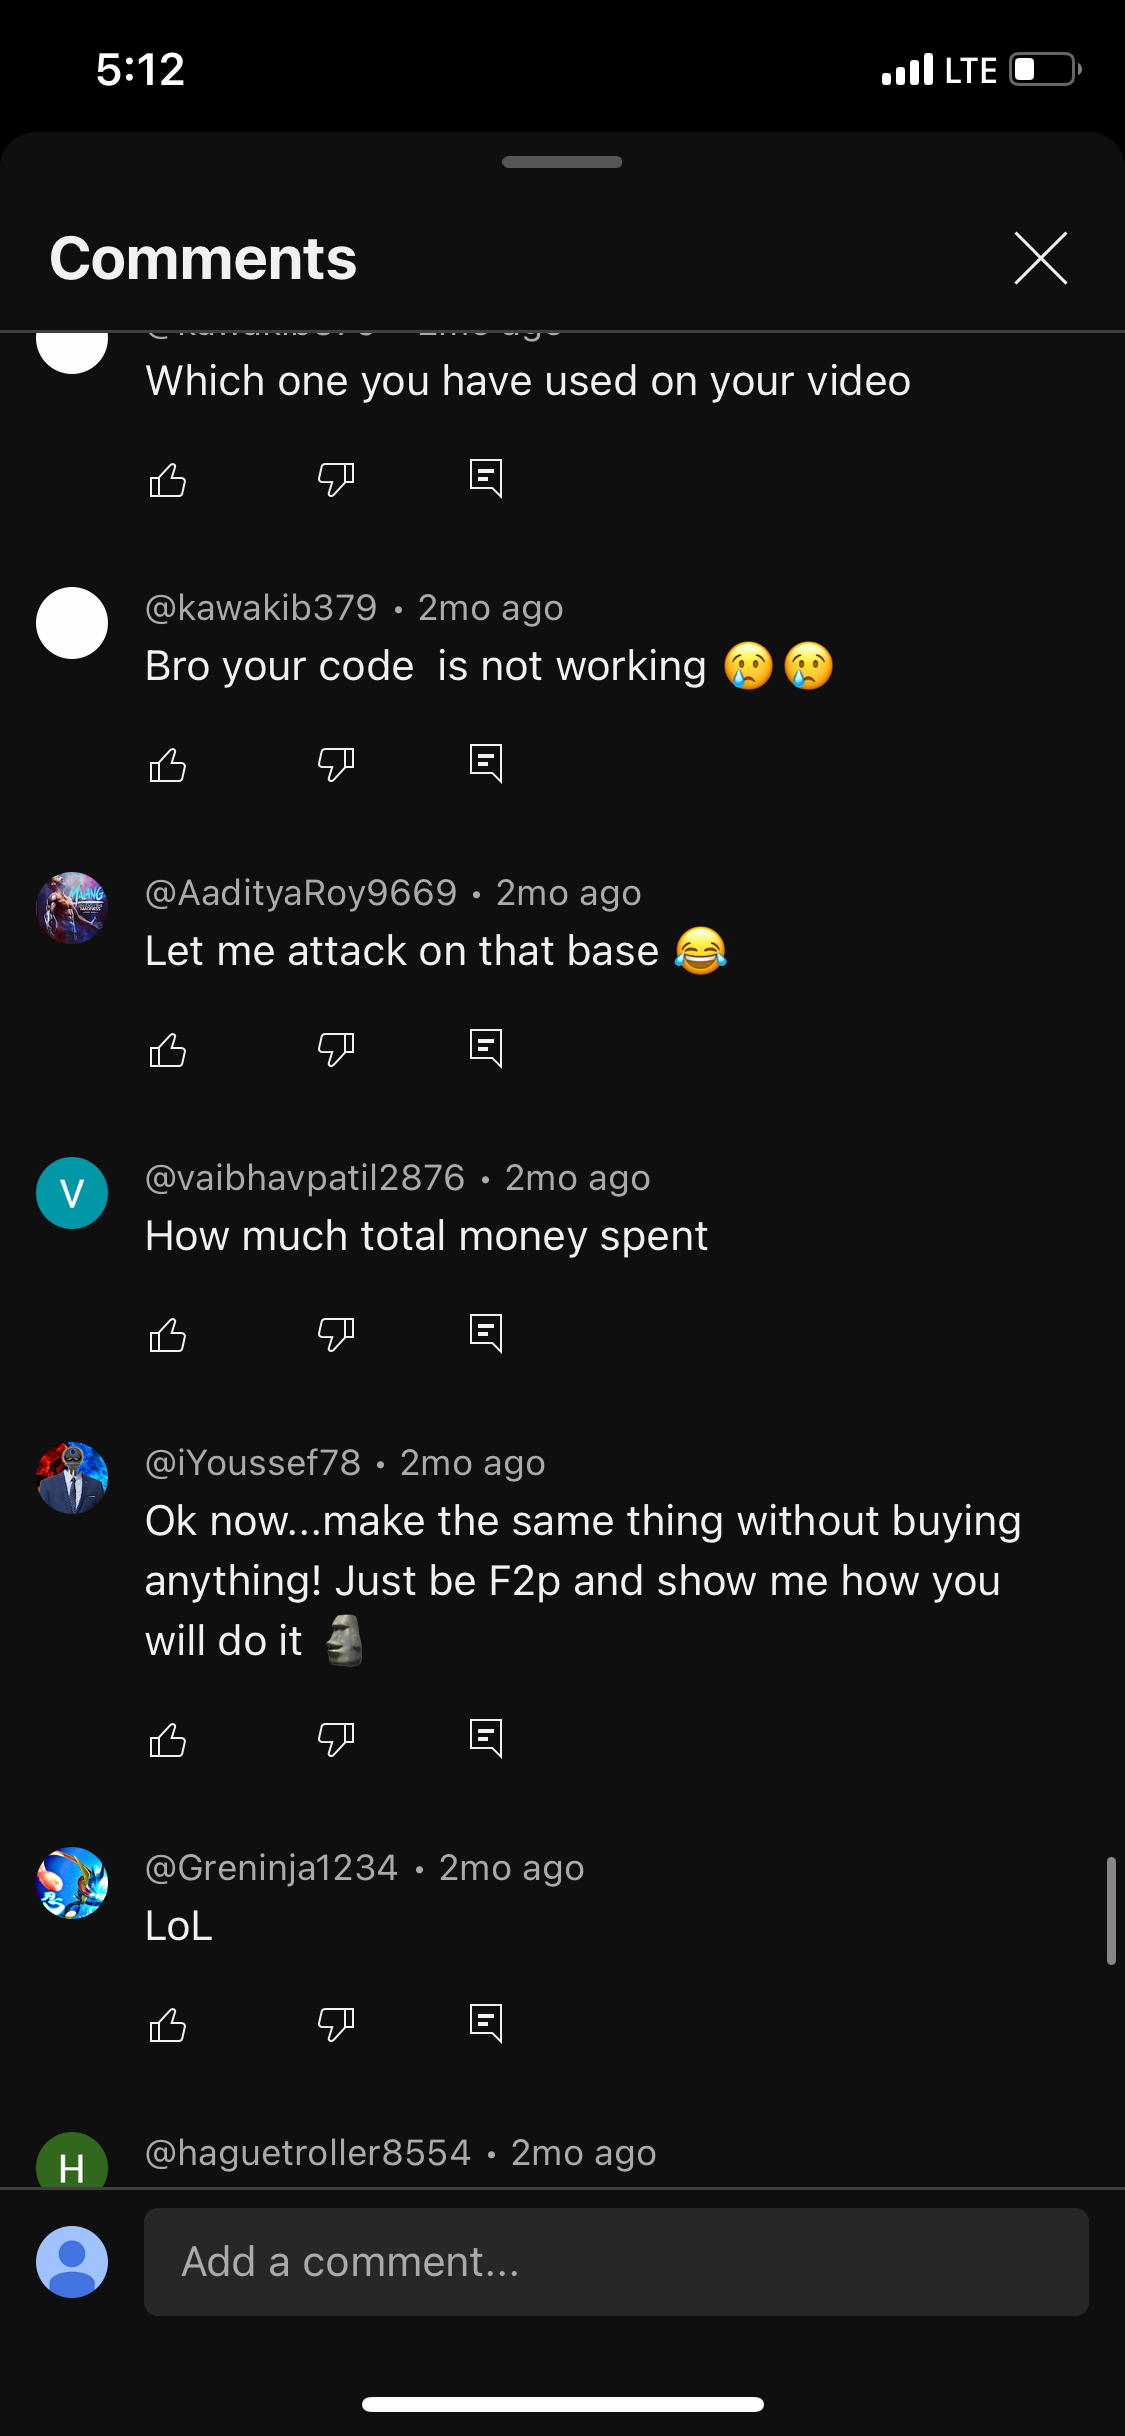 5:12
LTE
Comments
Which one you have used on your video
@kawakib379 • 2mo ago
Bro your code  is not working 😢😢
@AadityaRoy9669 • 2mo ago
Let me attack on that base 😂
V
@vaibhavpatil2876 • 2mo ago
How much total money spent
@iYoussef78 • 2mo ago
Ok now...make the same thing without buying
anything! Just be F2p and show me how you
will do it 🗿
@Greninja1234 • 2mo ago
LoL
H
@haguetroller8554 • 2mo ago
Add a comment...